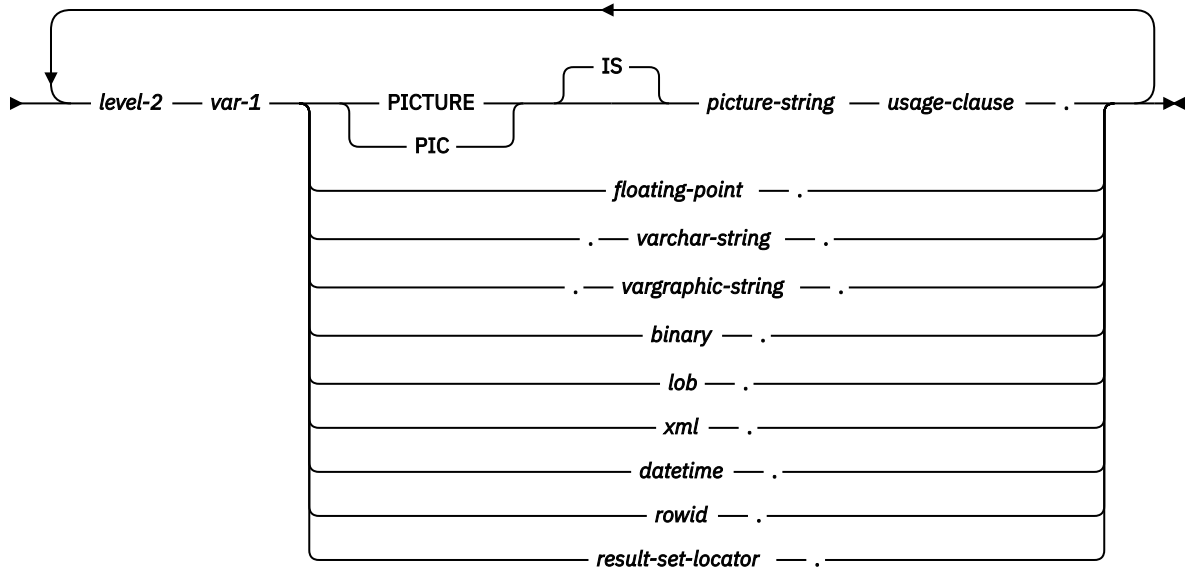 IS
level-2 var-1 PICTURE picture-string usage-clause .
PIC
floating-point .
. varchar-string .
. vargraphic-string .
binary .
lob .
xml .
datetime .
rowid .
result-set-locator .